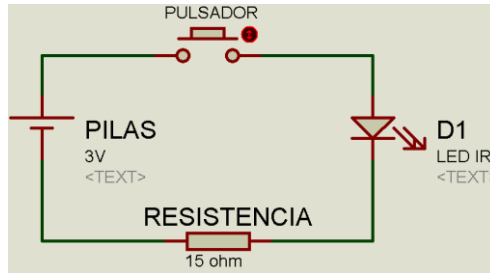 PULSADOR
PILAS
3V
<TEXT>
D1
LED IR
<TEXT
RESISTENCIA
15 ohm